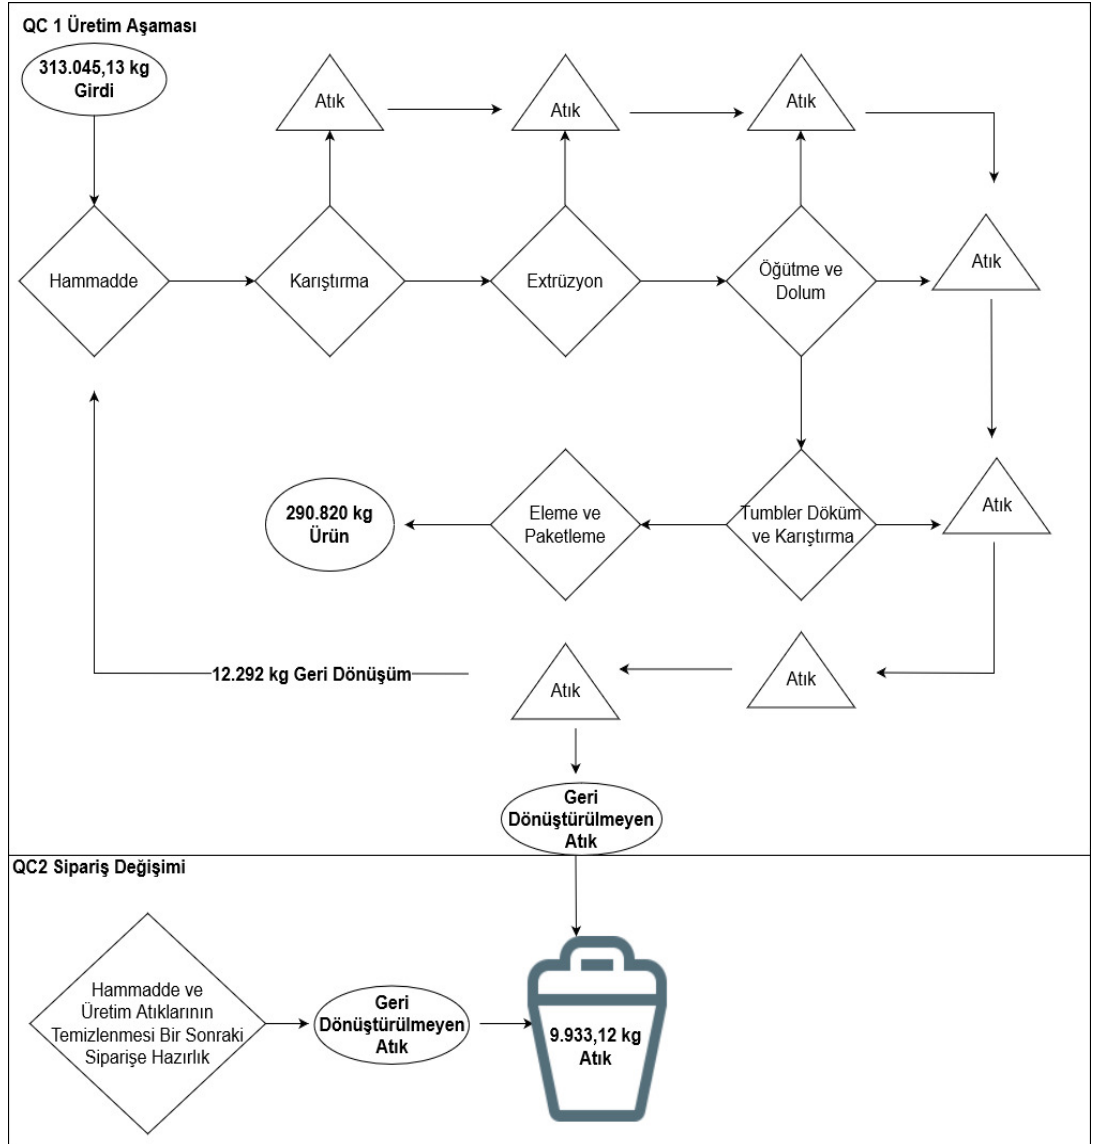 QC 1 Üretim Aşaması
313.045,13 kg
Girdi
Atık
Atık
Atık
Hammadde
Karıştırma
Extrüzyon
Öğütme ve
Dolum
Atık
290.820 kg
Ürün
Eleme ve
Paketleme
Tumbler Döküm
ve Karıştırma
Atık
12.292 kg Geri Dönüşüm
Atık
Atık
Geri
Dönüştürülmeyen
Atık
QC2 Sipariş Değişimi
Hammadde ve
Üretim Atıklarının
Temizlenmesi Bir Sonraki
Siparişe Hazırlık
Geri
Dönüştürülmeyen
Atık
9.933,12 kg
Atık